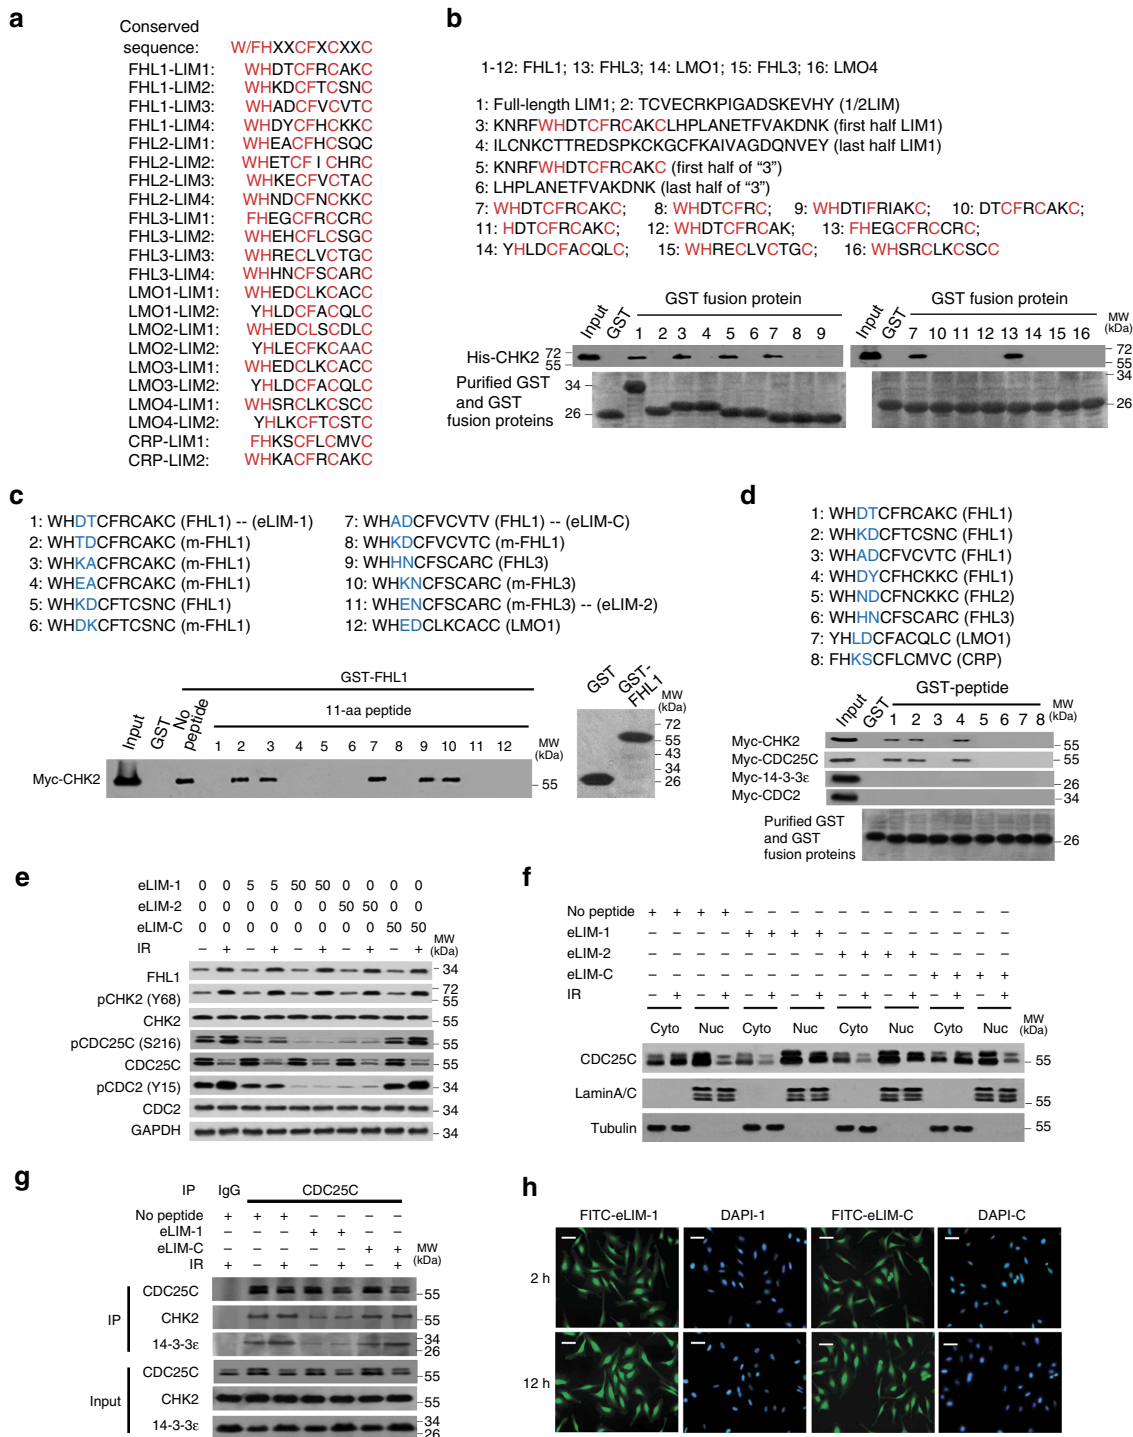 a
Conserved
sequence: W/FHXXCFXCXXC
FHL1-LIM1: WHDTCFRCAKC
FHL1-LIM2: WHKDCFTCSNC
FHL1-LIM3: WHADCFVCVTC
FHL1-LIM4: WHDYCFHCKKC
FHL2-LIM1: WHEACFHCSQC
FHL2-LIM2: WHETCFICHRC
FHL2-LIM3: WHKECFVCTAC
FHL2-LIM4: WHNDCFNCKKC
FHL3-LIM1: FHEGCFRCCRC
FHL3-LIM2: WHEHCFLCSGC
FHL3-LIM3: WHRECLVCTGC
FHL3-LIM4: WHHNCFSCARC
LMO1-LIM1: WHEDCLKCACC
LMO1-LIM2: YHLDCFACQLC
LMO2-LIM1: WHEDCLSCDLC
LMO2-LIM2: YHLECFKCAAC
LMO3-LIM1: WHEDCLKCACC
LMO3-LIM2: YHLDCFACQLC
LMO4-LIM1: WHSRCLKCSCC
LMO4-LIM2: YHLKCFTCSTC
CRP-LIM1: FHKSCFLCMVC
CRP-LIM2: WHKACFRCAKC
b
1-12: FHL1; 13: FHL3; 14: LMO1; 15: FHL3; 16: LMO4
1: Full-length LIM1; 2: TCVECRKPIGADSKEVHY (1/2LIM)
3: KNRFWHDTCFRCAKCLHPLANETFVAKDNK (first half LIM1)
4: ILCNKCTTREDSPKCKGCFKAIVAGDQNVEY (last half LIM1)
5: KNRFWHDTCFRCAKC (first half of “3”)
6: LHPLANETFVAKDNK (last half of “3”)
7: WHDTCFRCAKC; 8: WHDTCFRC; 9: WHDTIFRIAKC; 10: DTCFRCAKC;
11: HDTCFRCAKC; 12: WHDTCFRCAK; 13: FHEGCFRCCRC;
14: YHLDCFACQLC; 15: WHRECLVCTGC; 16: WHSRCLKCSCC
Input GST GST fusion protein
1 2 3 4 5 6 7 8 9
Input GST GST fusion protein MW (kDa)
7 10 11 12 13 14 15 16
His-CHK2 72 55
72 55
34
Purified GST and GST fusion proteins 34 26
26
c
1: WHDTCFRCAKC (FHL1) -- (eLIM-1)
2: WHTDCFRCAKC (m-FHL1)
3: WHKACFRCAKC (m-FHL1)
4: WHEACFRCAKC (m-FHL1)
5: WHKDCFTCSNC (FHL1)
6: WHDKCFTCSNC (m-FHL1)
7: WHADCFVCVTV (FHL1) -- (eLIM-C)
8: WHKDCFVCVTC (m-FHL1)
9: WHHNCFSCARC (FHL3)
10: WHKNCFSCARC (m-FHL3)
11: WHENCFSCARC (m-FHL3) -- (eLIM-2)
12: WHEDCLKCACC (LMO1)
GST-FHL1
Input GST No peptide 11-aa peptide
1 2 3 4 5 6 7 8 9 10 11 12 MW (kDa)
Myc-CHK2 55
GST GST-FHL1 MW (kDa)
72
55
43
34
26
d
1: WHDTCFRCAKC (FHL1)
2: WHKDCFTCSNC (FHL1)
3: WHADCFVCVTC (FHL1)
4: WHDYCFHCKKC (FHL1)
5: WHNDCFNCKKC (FHL2)
6: WHHNCFSCARC (FHL3)
7: YHLDCFACQLC (LMO1)
8: FHKSCFLCMVC (CRP)
Input GST GST-peptide MW (kDa)
1 2 3 4 5 6 7 8
Myc-CHK2 55
Myc-CDC25C 55
Myc-14-3-3ε 26
Myc-CDC2 34
Purified GST and GST fusion proteins 26
e
eLIM-1 0 0 5 5 50 50 0 0 0 0
eLIM-2 0 0 0 0 0 0 50 50 0 0
eLIM-C 0 0 0 0 0 0 0 0 50 50
IR – + – + – + – + – + MW (kDa)
FHL1 34
pCHK2 (Y68) 72 55
CHK2 55
pCDC25C (S216) 55
CDC25C 55
pCDC2 (Y15) 34
CDC2 34
GAPDH 34
f
No peptide + + + + – – – – – – – – – – – –
eLIM-1 – – – – + + + + – – – – – – – –
eLIM-2 – – – – – – – – + + + + – – – –
eLIM-C – – – – – – – – – – – – + + + +
IR – + – + – + – + – + – + – + – +
Cyto Nuc Cyto Nuc Cyto Nuc Cyto Nuc MW (kDa)
CDC25C 55
LaminA/C 55
Tubulin 55
g
IP IgG CDC25C
No peptide + + + – – – –
eLIM-1 – – – + + – –
eLIM-C – – – – – + +
IR + – + – + – + MW (kDa)
IP
CDC25C 55
CHK2 55
14-3-3ε 34 26
Input
CDC25C 55
CHK2 55
14-3-3ε 34 26
h
FITC-eLIM-1 DAPI-1 FITC-eLIM-C DAPI-C
2 h
12 h